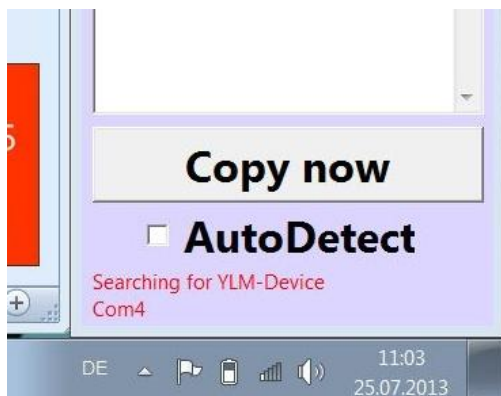 Copy now
AutoDetect
Searching for YLM-Device
Com4
DE
11:03
25.07.2013